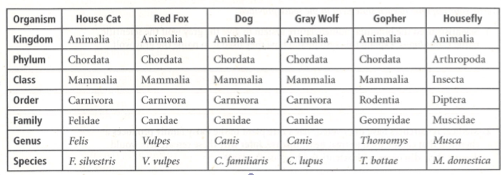 Organism House Cat Red Fox Dog Gray Wolf Gopher Housefly
Kingdom Animalia Animalia Animalia Animalia Animalia Animalia
Phylum Chordata Chordata Chordata Chordata Chordata Arthropoda
Class Mammalia Mammalia Mammalia Mammalia Mammalia Insecta
Order Carnivora Carnivora Carnivora Carnivora Rodentia Diptera
Family Felidae Canidae Canidae Canidae Geomyidae Muscidae
Genus Felis Vulpes Canis Canis Thomomys Musca
Species F. silvestris V. vulpes C. familiaris C. lupus T. bottae M. domestica